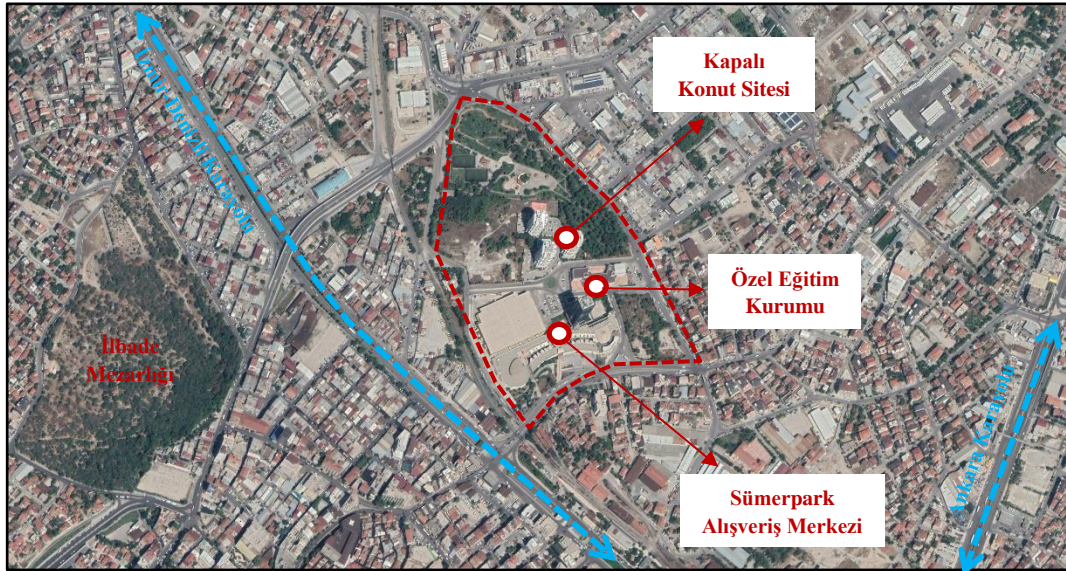 Kapalı
Konut Sitesi
İzmir-Denizli Karayolu
Özel Eğitim
Kurumu
İlbade
Mezarlığı
Ankara Karayolu
Sümerpark
Alışveriş Merkezi